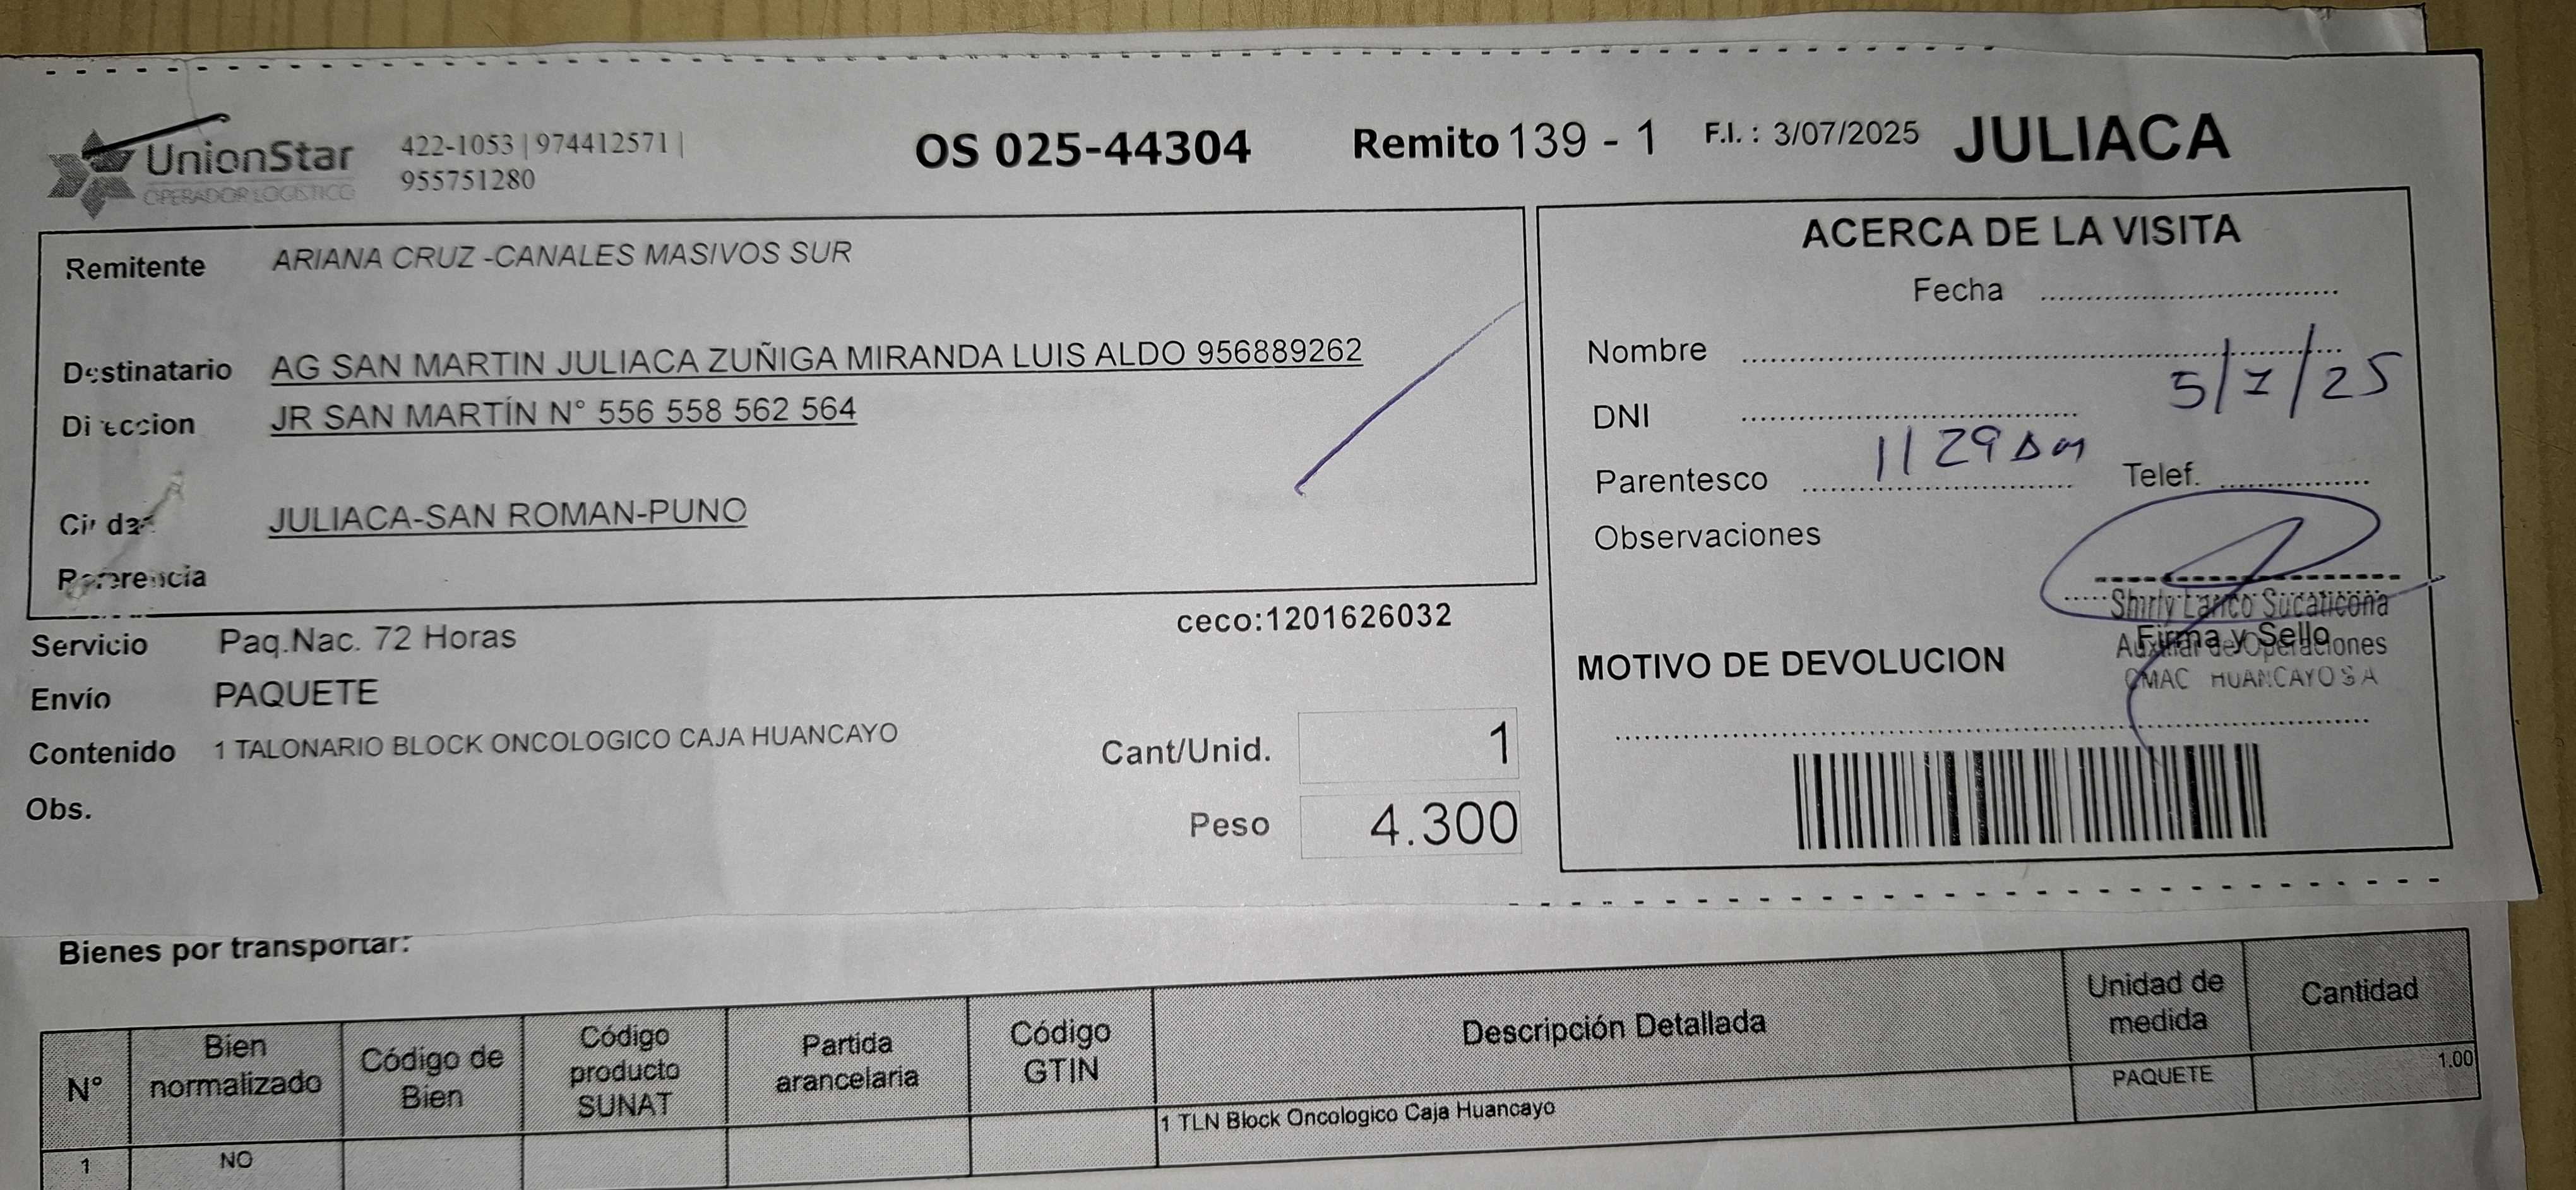 UnionStar
OPERADOR LOGISTICO
422-1053 | 974412571 |
955751280
OS 025-44304
Remito 139 - 1
F.I. : 3/07/2025
JULIACA
Remitente ARIANA CRUZ -CANALES MASIVOS SUR
Destinatario AG SAN MARTIN JULIACA ZUÑIGA MIRANDA LUIS ALDO 956889262
Direccion JR SAN MARTÍN N° 556 558 562 564
Ciudad JULIACA-SAN ROMAN-PUNO
Referencia
ceco:1201626032
Servicio Paq.Nac. 72 Horas
Envío PAQUETE
Contenido 1 TALONARIO BLOCK ONCOLOGICO CAJA HUANCAYO
Obs.
Cant/Unid. 1
Peso 4.300
ACERCA DE LA VISITA
Fecha
Nombre
5/7/25
DNI
1129 am
Parentesco
Telef.
Observaciones
Shirly Lanco Sucaticona
Firma y Sello
Auxiliar de Operaciones
CMAC HUANCAYO S A
MOTIVO DE DEVOLUCION
Bienes por transportar:
N° Bien normalizado Código de Bien Código producto SUNAT Partida arancelaria Código GTIN Descripción Detallada Unidad de medida Cantidad
1 NO 1 TLN Block Oncologico Caja Huancayo PAQUETE 1.00